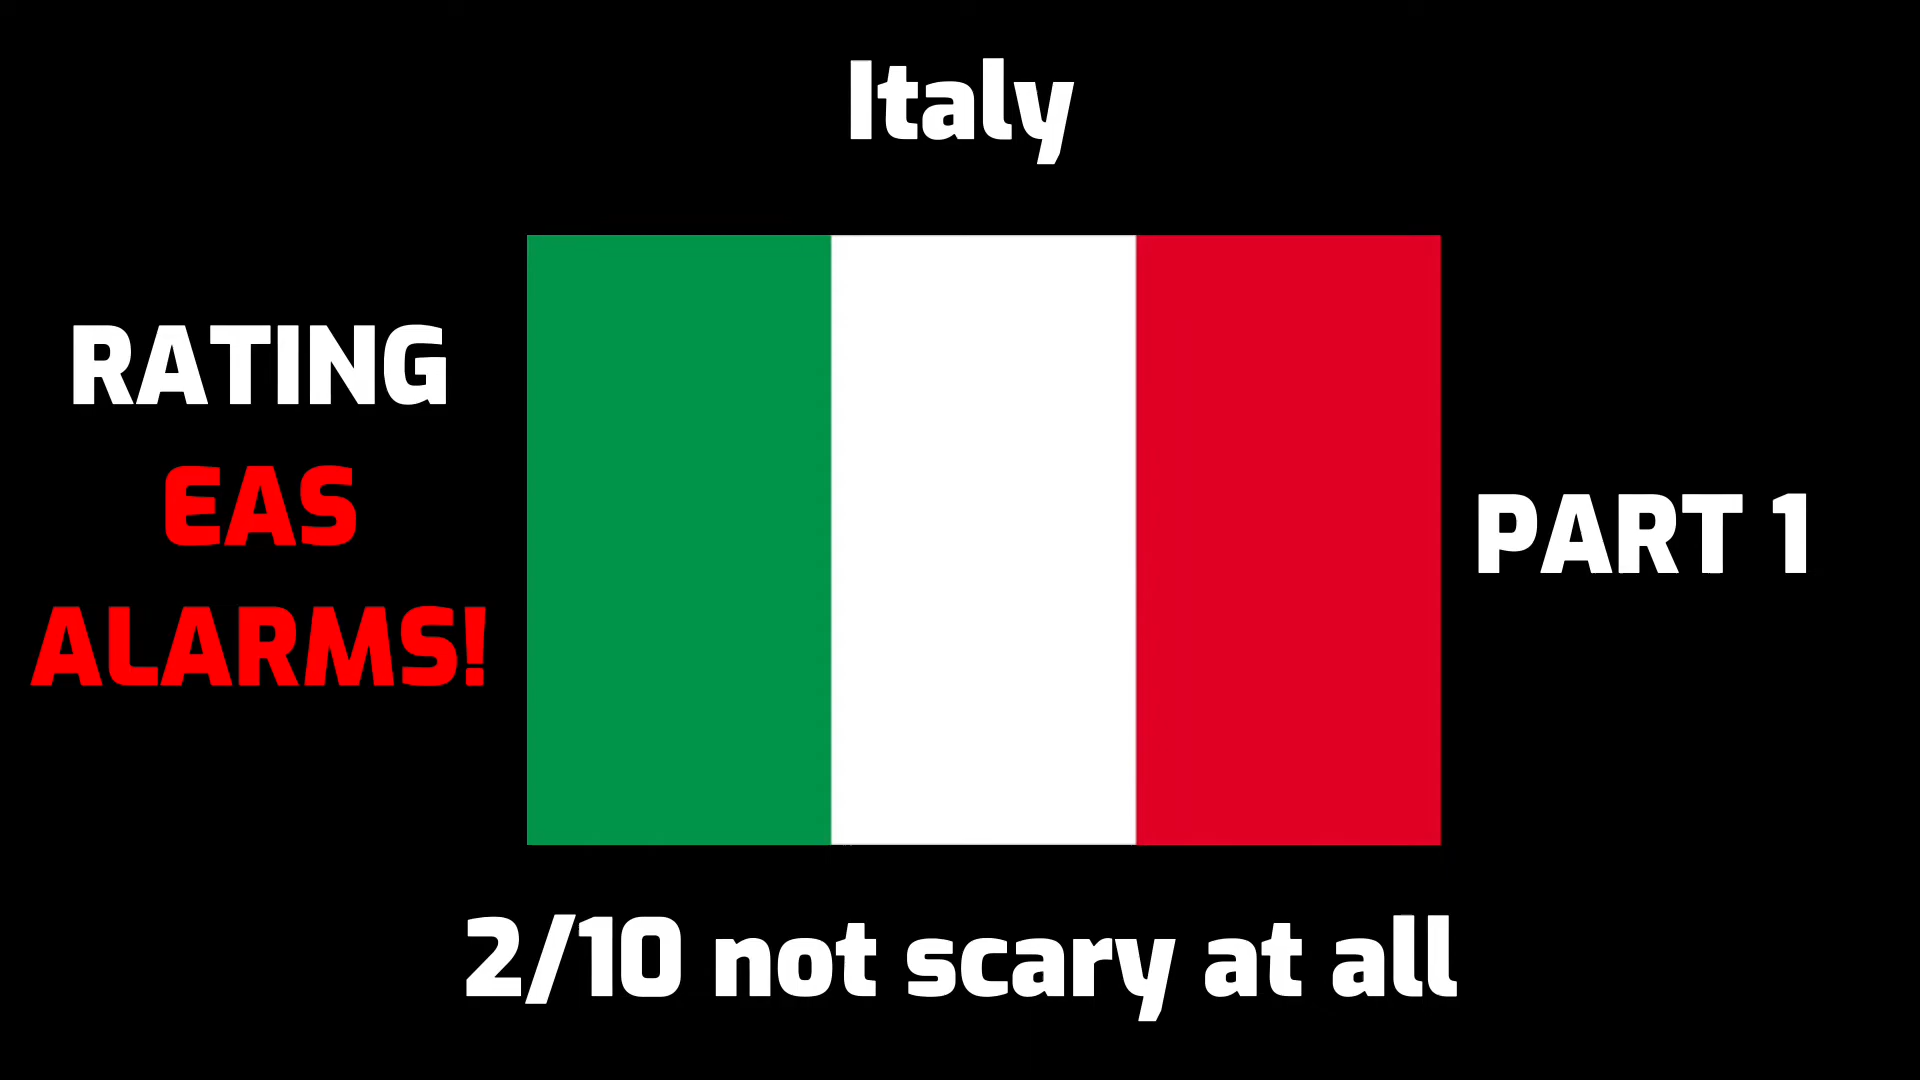 Italy
RATING
EAS
ALARMS!
PART 1
2/10 not scary at all